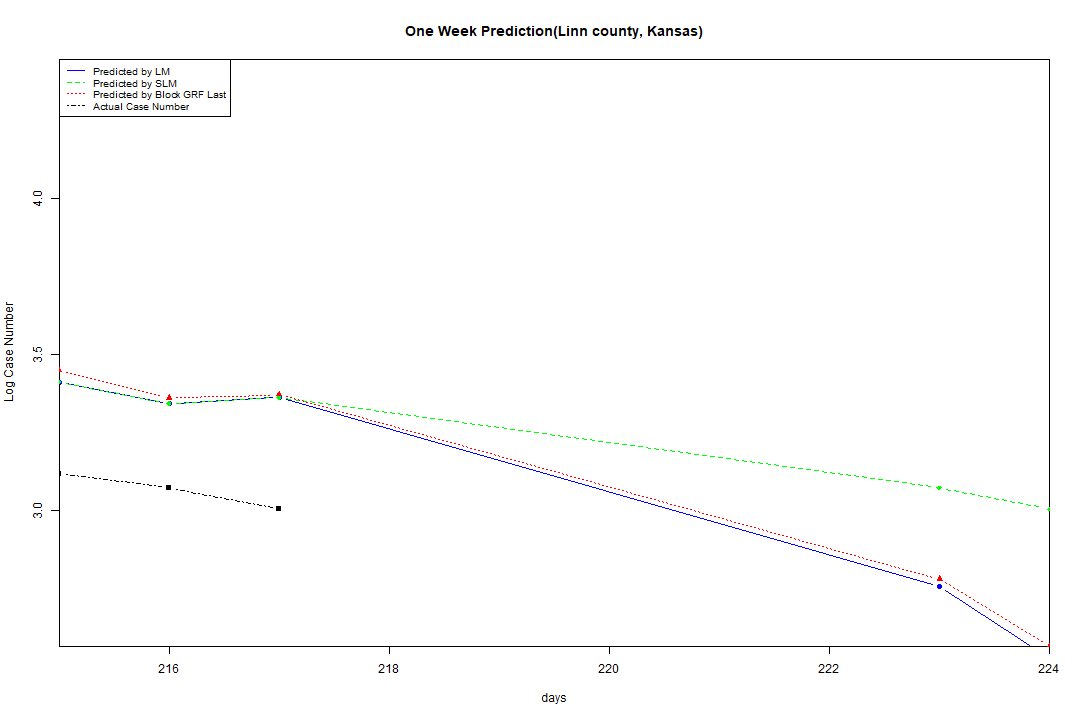 One Week Prediction(Linn county, Kansas)
Predicted by LM
Predicted by SLM
Predicted by Block GRF Last
Actual Case Number
Log Case Number
4.0
3.5
3.0
216 218 220 222 224
days